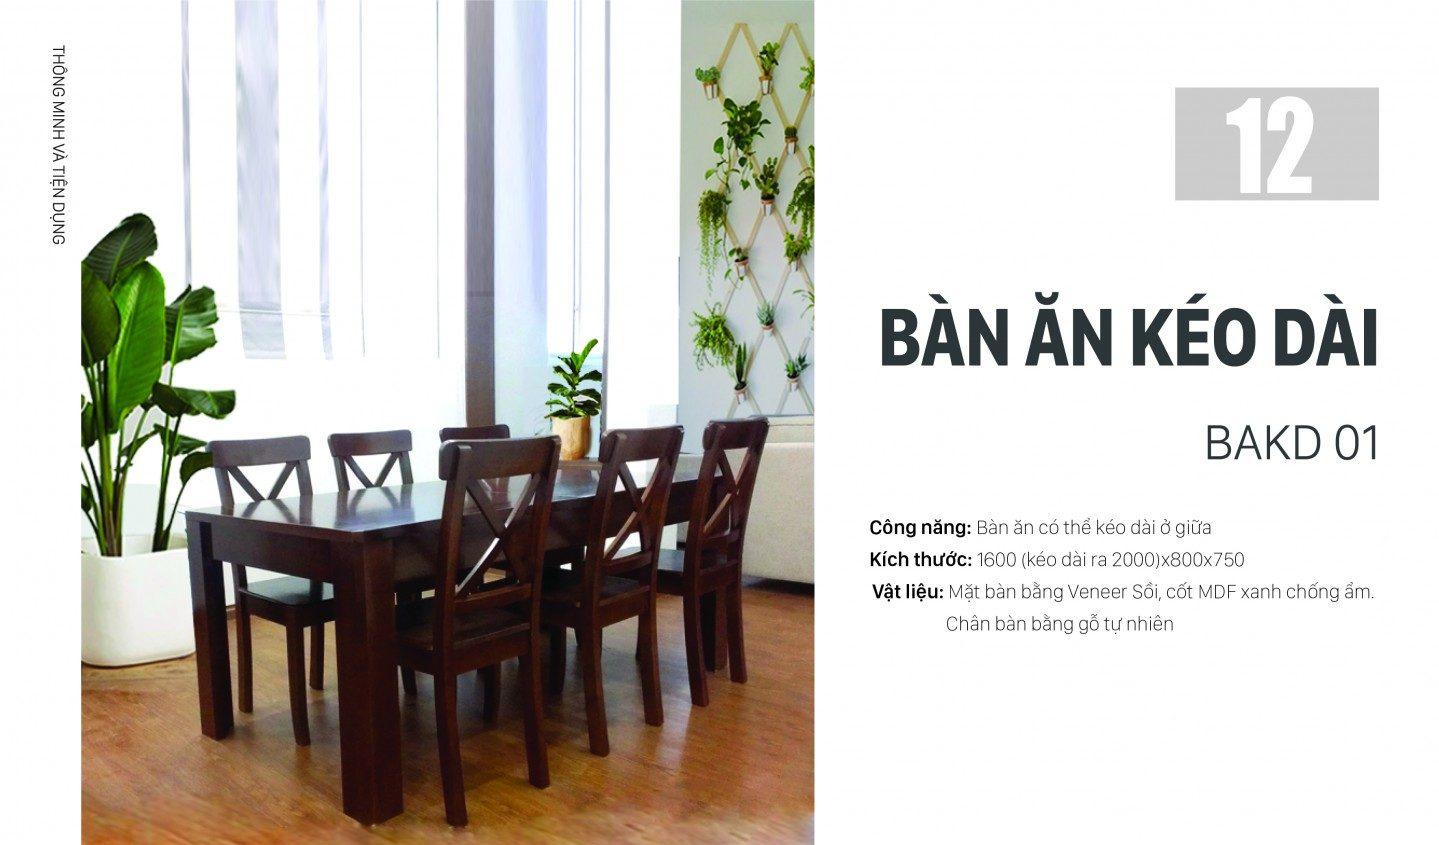 THÔNG MINH VÀ TIỆN DỤNG
12
BÀN ĂN KÉO DÀI
BAKD 01
Công năng: Bàn ăn có thể kéo dài ở giữa
Kích thước: 1600 (kéo dài ra 2000)x800x750
Vật liệu: Mặt bàn bằng Veneer Sồi, cốt MDF xanh chống ẩm.
Chân bàn bằng gỗ tự nhiên